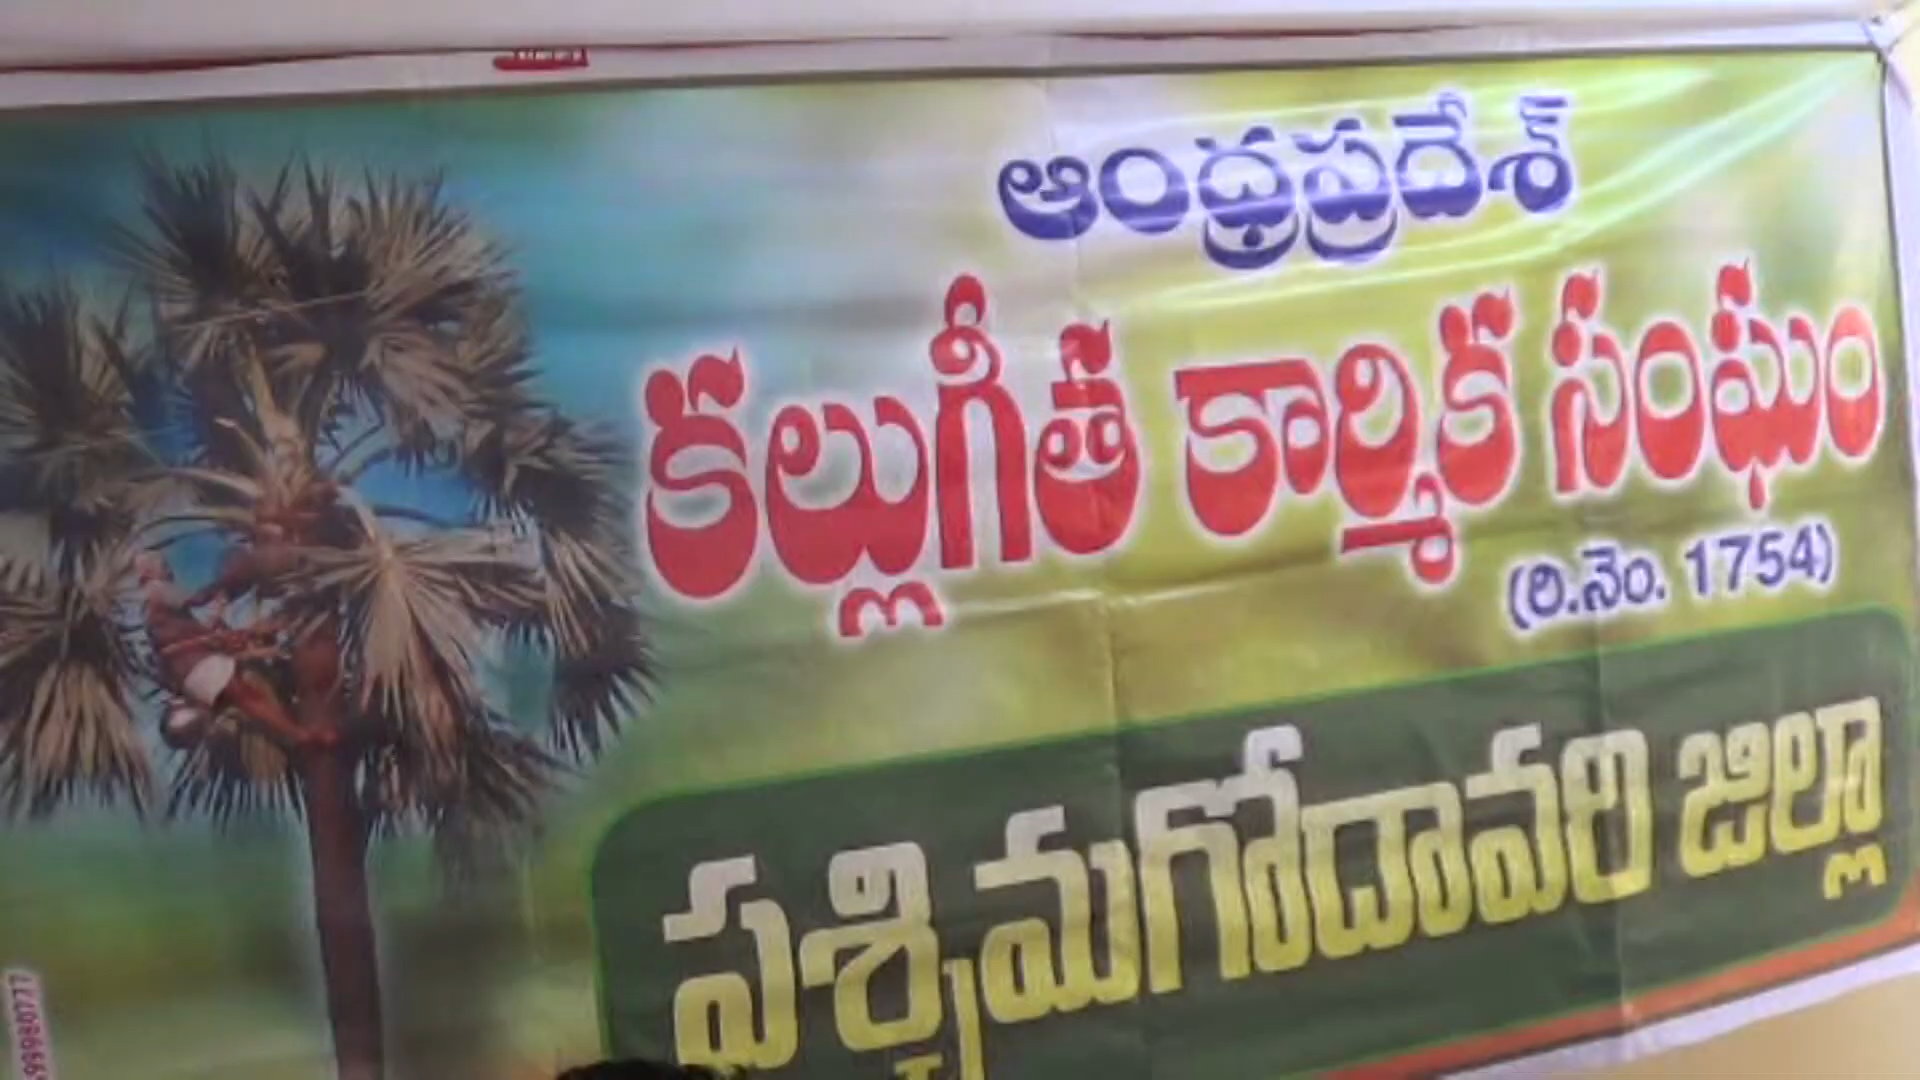 ఆంధ్రప్రదేశ్
కల్లుగీత కార్మిక సంఘం
(రి.నెం. 1754)
పశ్చిమగోదావరి జిల్లా